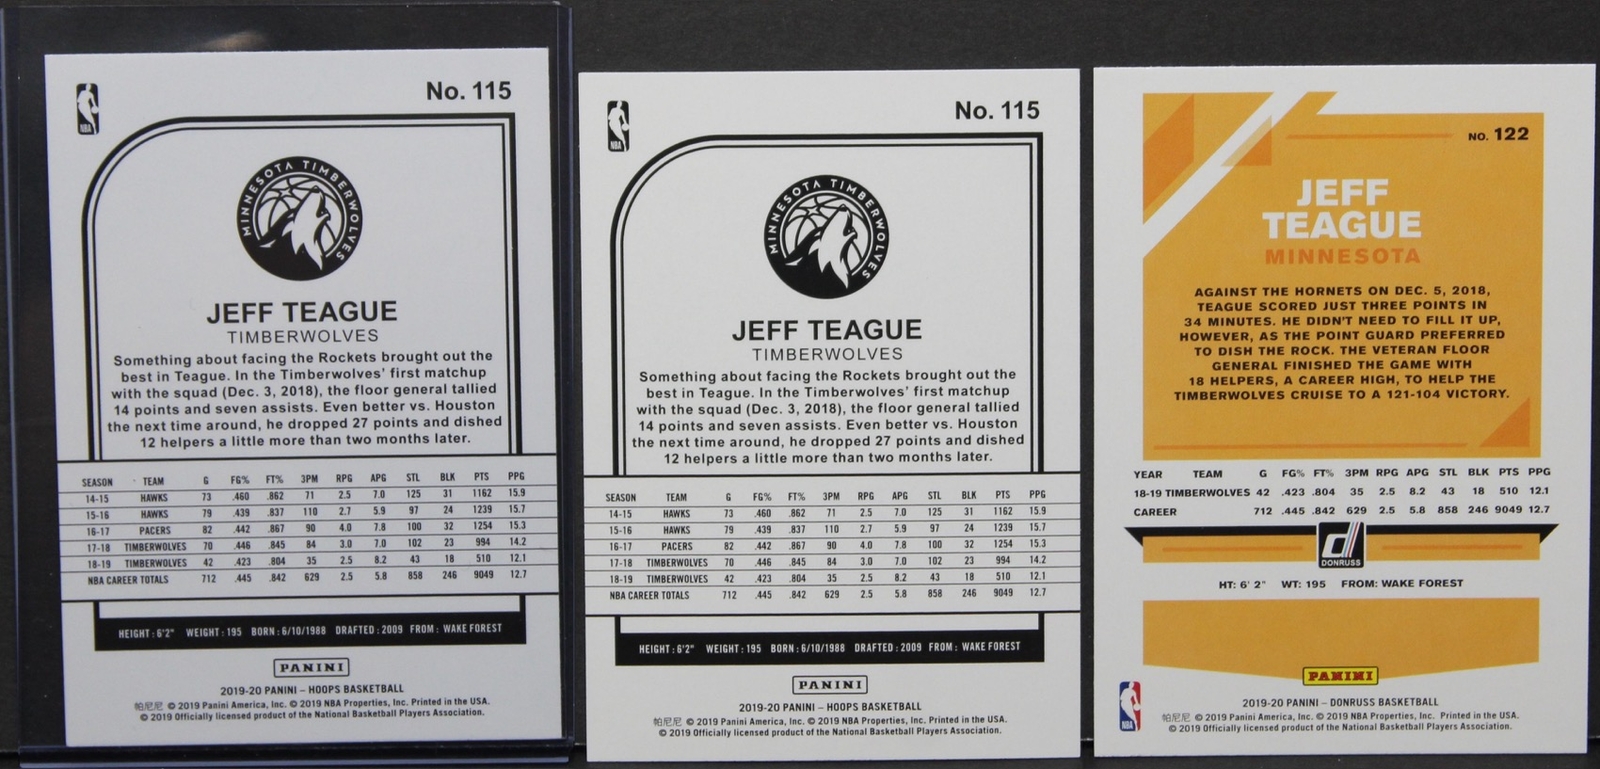 No. 115
NBA
MINNESOTA TIMBERWOLVES
JEFF TEAGUE
TIMBERWOLVES
Something about facing the Rockets brought out the
best in Teague. In the Timberwolves' first matchup
with the squad (Dec. 3, 2018), the floor general tallied
14 points and seven assists. Even better vs. Houston
the next time around, he dropped 27 points and dished
12 helpers a little more than two months later.
SEASON TEAM G FG% FT% 3PM RPG APG STL BLK PTS PPG
14-15 HAWKS 73 .460 .862 71 2.5 7.0 125 31 1162 15.9
15-16 HAWKS 79 .439 .837 110 2.7 5.9 97 24 1239 15.7
16-17 PACERS 82 .442 .867 90 4.0 7.8 100 32 1254 15.3
17-18 TIMBERWOLVES 70 .446 .845 84 3.0 7.0 102 23 994 14.2
18-19 TIMBERWOLVES 42 .423 .804 35 2.5 8.2 43 18 510 12.1
NBA CAREER TOTALS 712 .445 .842 629 2.5 5.8 858 246 9049 12.7
HEIGHT: 6'2" WEIGHT: 195 BORN: 6/10/1988 DRAFTED: 2009 FROM: WAKE FOREST
PANINI
2019-20 PANINI – HOOPS BASKETBALL
帕尼尼 © 2019 Panini America, Inc. © 2019 NBA Properties, Inc. Printed in the USA.
© 2019 Officially licensed product of the National Basketball Players Association.
No. 115
NBA
MINNESOTA TIMBERWOLVES
JEFF TEAGUE
TIMBERWOLVES
Something about facing the Rockets brought out the
best in Teague. In the Timberwolves' first matchup
with the squad (Dec. 3, 2018), the floor general tallied
14 points and seven assists. Even better vs. Houston
the next time around, he dropped 27 points and dished
12 helpers a little more than two months later.
SEASON TEAM G FG% FT% 3PM RPG APG STL BLK PTS PPG
14-15 HAWKS 73 .460 .862 71 2.5 7.0 125 31 1162 15.9
15-16 HAWKS 79 .439 .837 110 2.7 5.9 97 24 1239 15.7
16-17 PACERS 82 .442 .867 90 4.0 7.8 100 32 1254 15.3
17-18 TIMBERWOLVES 70 .446 .845 84 3.0 7.0 102 23 994 14.2
18-19 TIMBERWOLVES 42 .423 .804 35 2.5 8.2 43 18 510 12.1
NBA CAREER TOTALS 712 .445 .842 629 2.5 5.8 858 246 9049 12.7
HEIGHT: 6'2" WEIGHT: 195 BORN: 6/10/1988 DRAFTED: 2009 FROM: WAKE FOREST
PANINI
2019-20 PANINI – HOOPS BASKETBALL
帕尼尼 © 2019 Panini America, Inc. © 2019 NBA Properties, Inc. Printed in the USA.
© 2019 Officially licensed product of the National Basketball Players Association.
NO. 122
JEFF
TEAGUE
MINNESOTA
AGAINST THE HORNETS ON DEC. 5, 2018,
TEAGUE SCORED JUST THREE POINTS IN
34 MINUTES. HE DIDN'T NEED TO FILL IT UP,
HOWEVER, AS THE POINT GUARD PREFERRED
TO DISH THE ROCK. THE VETERAN FLOOR
GENERAL FINISHED THE GAME WITH
18 HELPERS, A CAREER HIGH, TO HELP THE
TIMBERWOLVES CRUISE TO A 121-104 VICTORY.
YEAR TEAM G FG% FT% 3PM RPG APG STL BLK PTS PPG
18-19 TIMBERWOLVES 42 .423 .804 35 2.5 8.2 43 18 510 12.1
CAREER 712 .445 .842 629 2.5 5.8 858 246 9049 12.7
DONRUSS
HT: 6' 2" WT: 195 FROM: WAKE FOREST
PANINI
2019-20 PANINI – DONRUSS BASKETBALL
NBA
帕尼尼 © 2019 Panini America, Inc. © 2019 NBA Properties, Inc. Printed in the USA.
© 2019 Officially licensed product of the National Basketball Players Association.